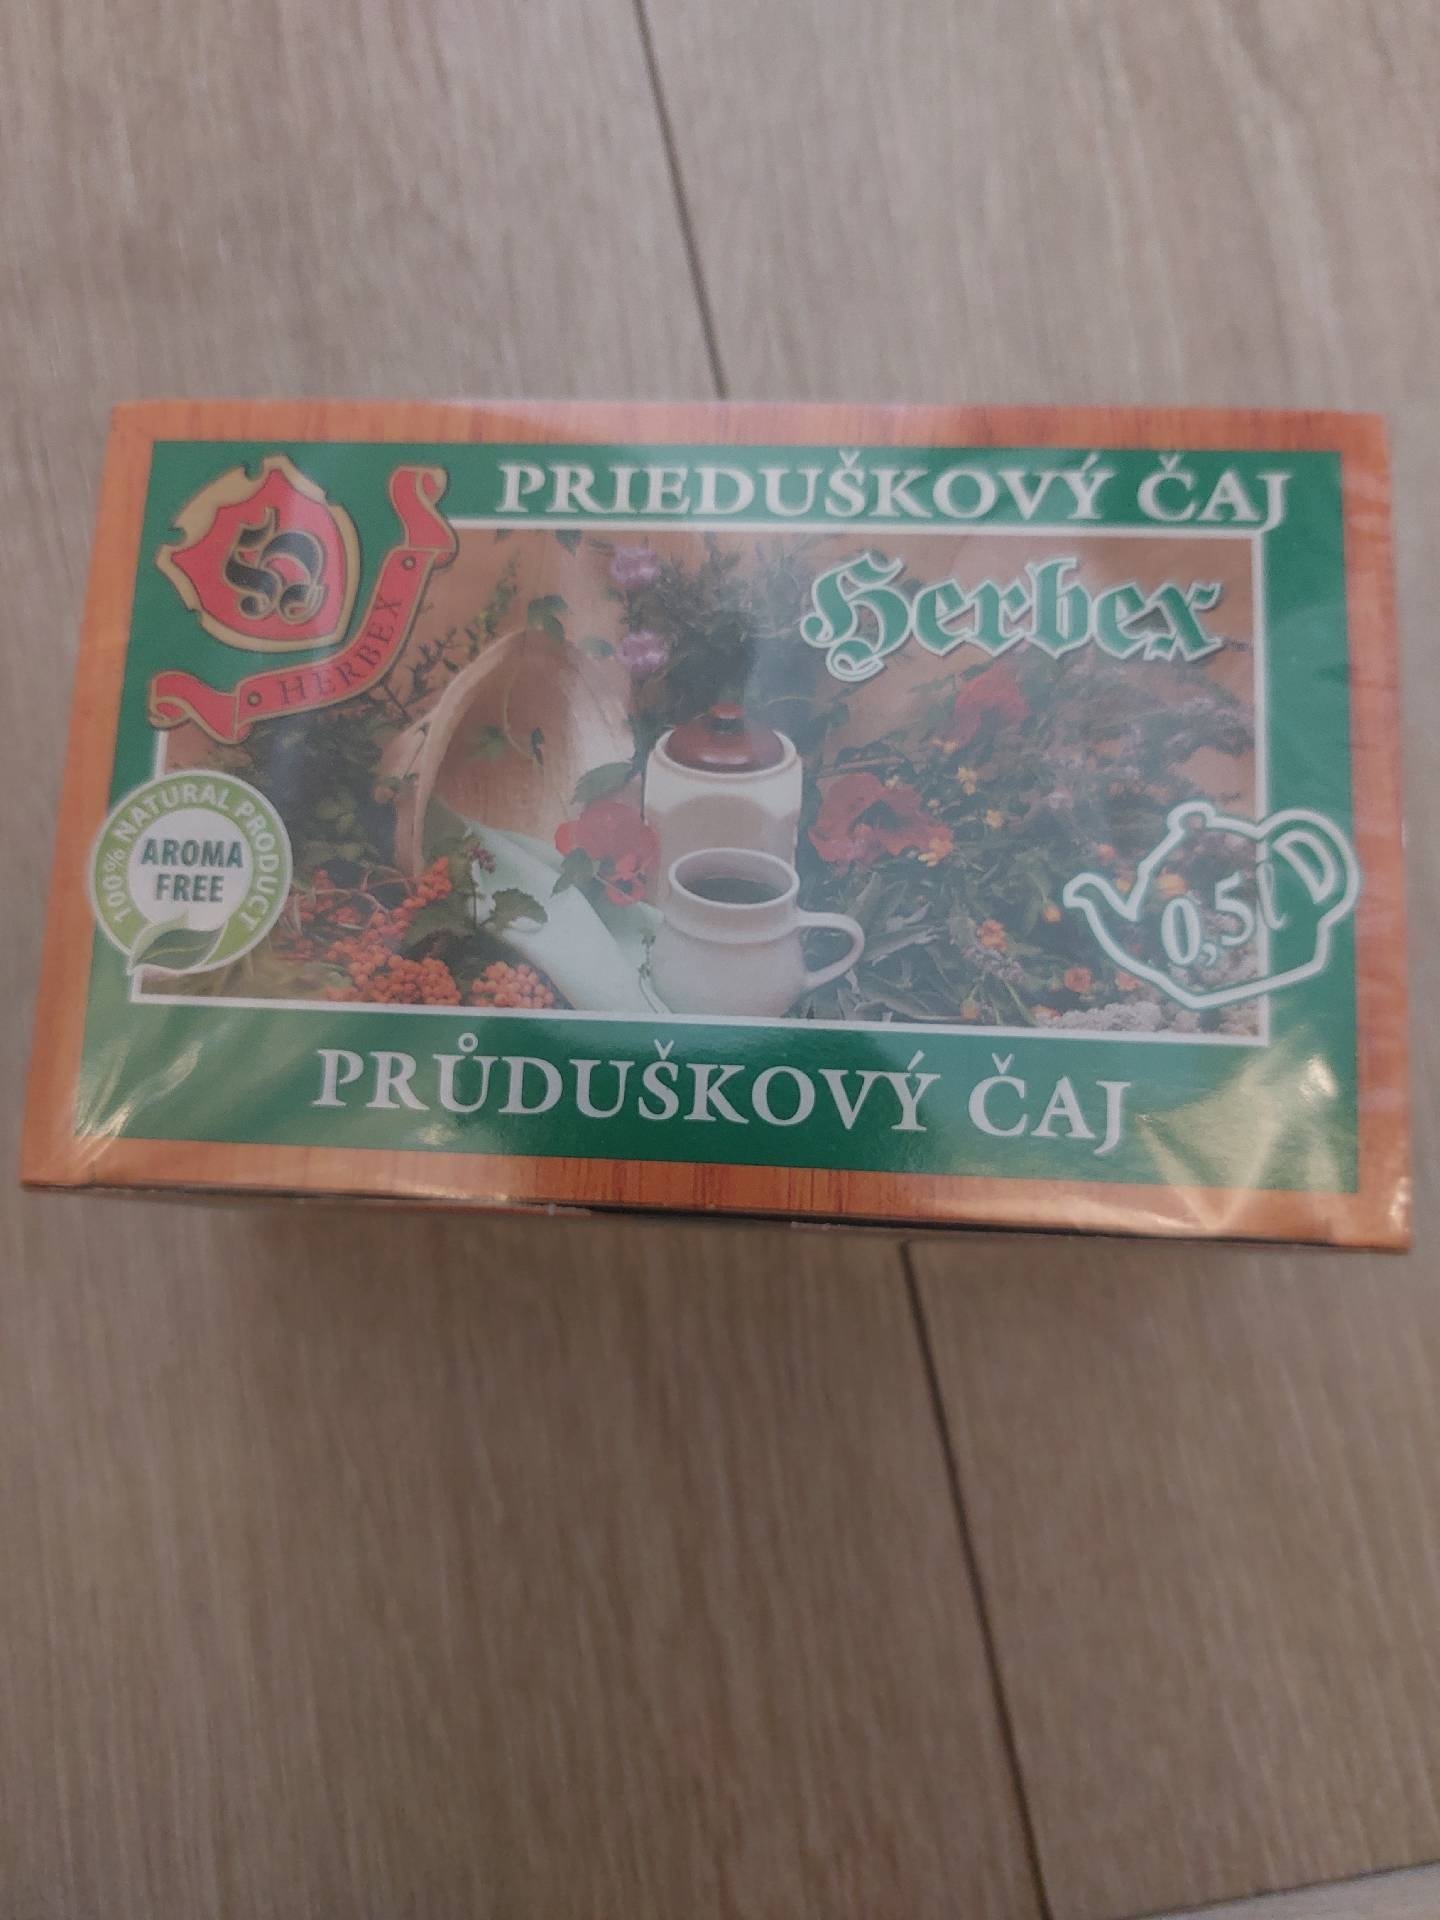 PRIEDUŠKOVÝ ČAJ
Herbex
HERBEX
100% NATURAL PRODUCT
AROMA
FREE
0,5 l
PRŮDUŠKOVÝ ČAJ